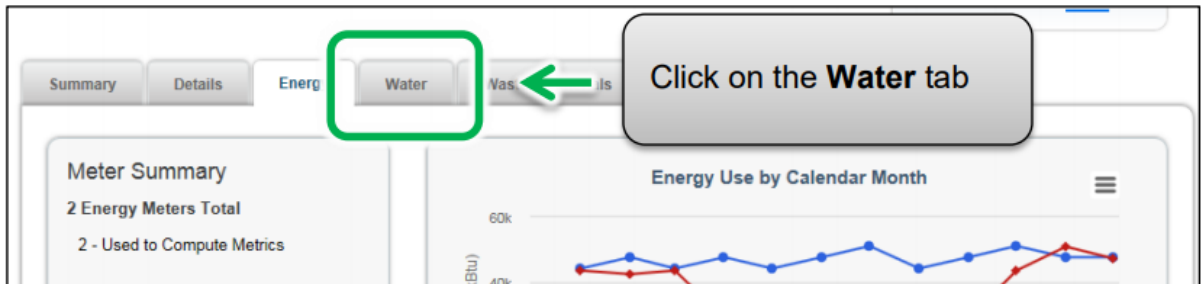 Summary Details Energ Water Was ls
Click on the Water tab
Meter Summary
2 Energy Meters Total
2 - Used to Compute Metrics
Energy Use by Calendar Month
60k
40k